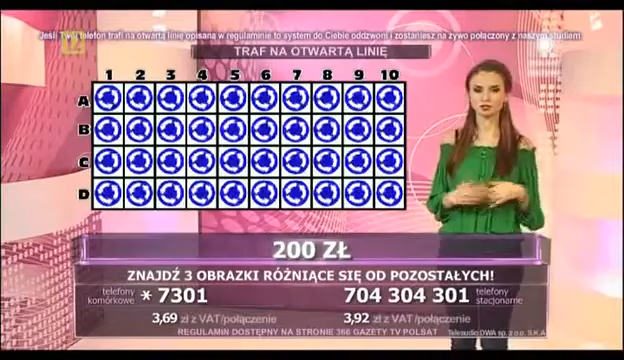 Jeśli Twój telefon trafi na otwartą linię opisaną w regulaminie to system do Ciebie oddzwoni i zostaniesz na żywo połączony z naszym studiem
12
TRAF NA OTWARTĄ LINIĘ
1 2 3 4 5 6 7 8 9 10
A
B
C
D
200 ZŁ
ZNAJDŹ 3 OBRAZKI RÓŻNIĄCE SIĘ OD POZOSTAŁYCH!
telefony komórkowe * 7301 704 304 301 telefony stacjonarne
3,69 zł z VAT/połączenie 3,92 zł z VAT/połączenie
REGULAMIN DOSTĘPNY NA STRONIE 366 GAZETY TV POLSAT
Teleaudio DWA sp. z o.o. S.K.A